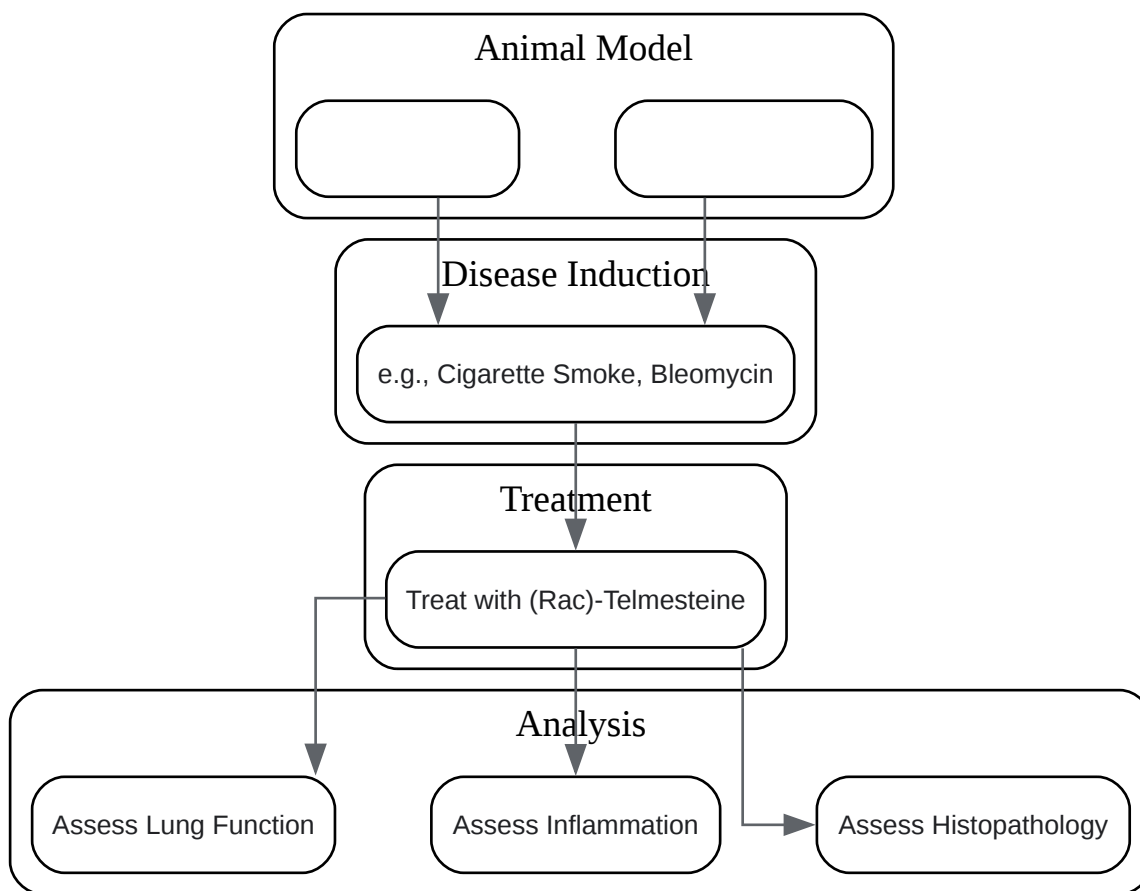 Animal Model
Disease Induction
e.g., Cigarette Smoke, Bleomycin
Treatment
Treat with (Rac)-Telmesteine
Analysis
Assess Lung Function
Assess Inflammation
Assess Histopathology